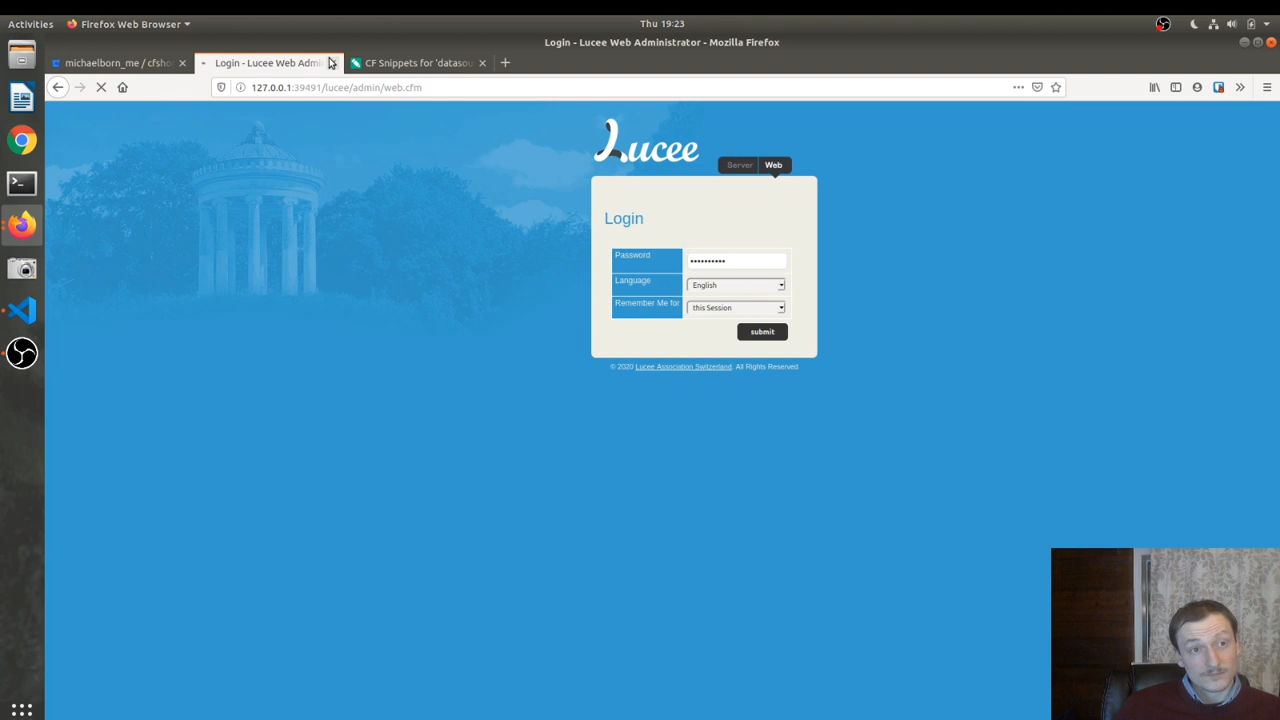 Activities
Firefox Web Browser
Thu 19:23
Login - Lucee Web Administrator - Mozilla Firefox
michaelborn_me / cfsho
Login - Lucee Web Admi
CF Snippets for 'datasou
127.0.0.1:39491/lucee/admin/web.cfm
Lucee
Server
Web
Login
Password
Language
English
Remember Me for
this Session
submit
© 2020 Lucee Association Switzerland. All Rights Reserved